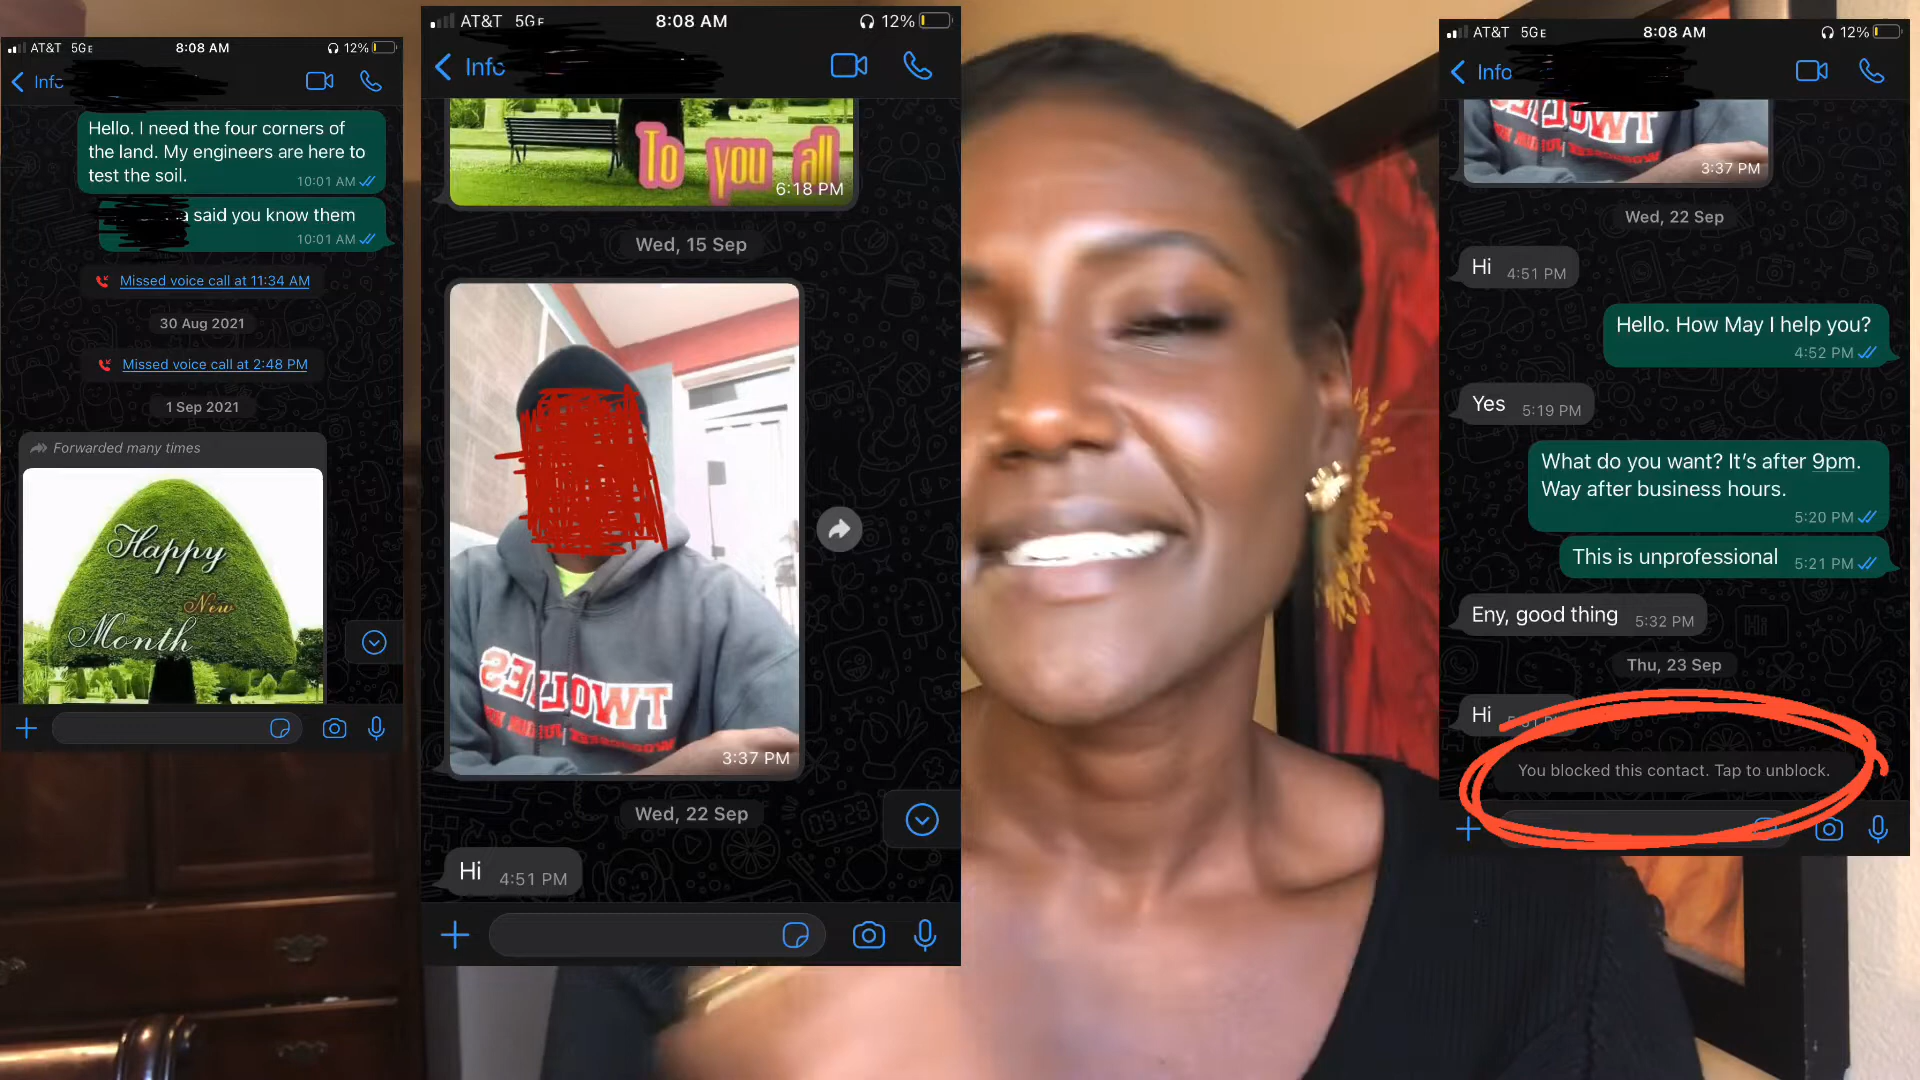 AT&T 5GE 8:08 AM 12%
Info
Hello. I need the four corners of
the land. My engineers are here to
test the soil.
10:01 AM
a said you know them
10:01 AM
Missed voice call at 11:34 AM
30 Aug 2021
Missed voice call at 2:48 PM
1 Sep 2021
Forwarded many times
Happy
New
Month
AT&T 5GE 8:08 AM 12%
Info
To you all
6:18 PM
Wed, 15 Sep
TWOLVES
3:37 PM
Wed, 22 Sep
Hi 4:51 PM
AT&T 5GE 8:08 AM 12%
Info
TWOLVES
3:37 PM
Wed, 22 Sep
Hi 4:51 PM
Hello. How May I help you?
4:52 PM
Yes 5:19 PM
What do you want? It’s after 9pm.
Way after business hours.
5:20 PM
This is unprofessional 5:21 PM
Eny, good thing 5:32 PM
Thu, 23 Sep
Hi
You blocked this contact. Tap to unblock.